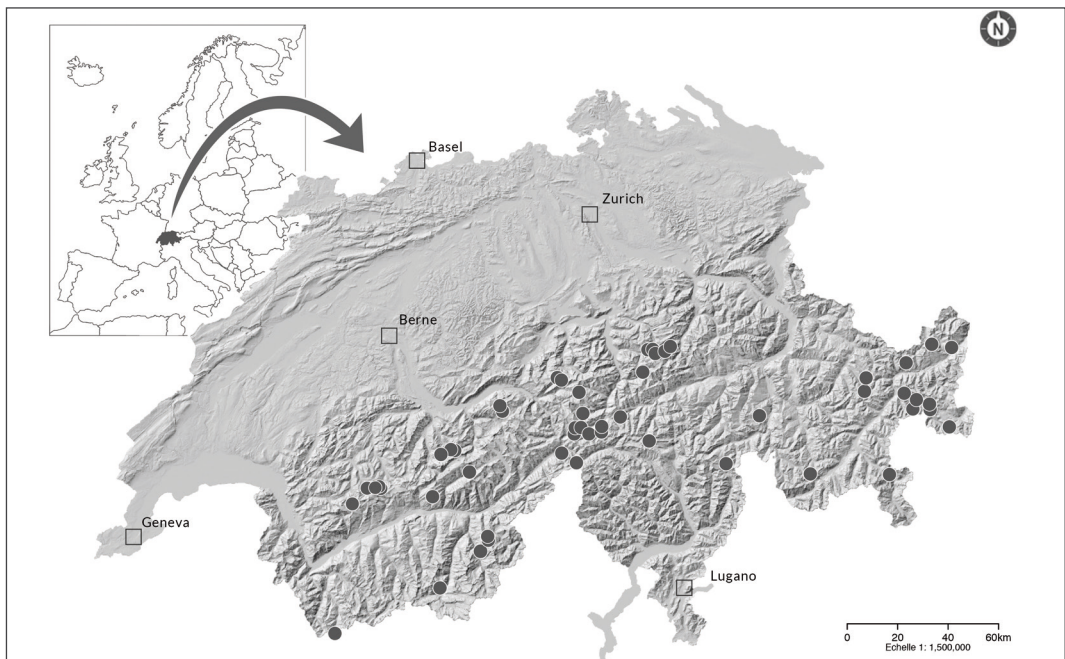 N
Basel
Zurich
Berne
Geneva
Lugano
0 20 40 60km
Echelle 1: 1,500,000